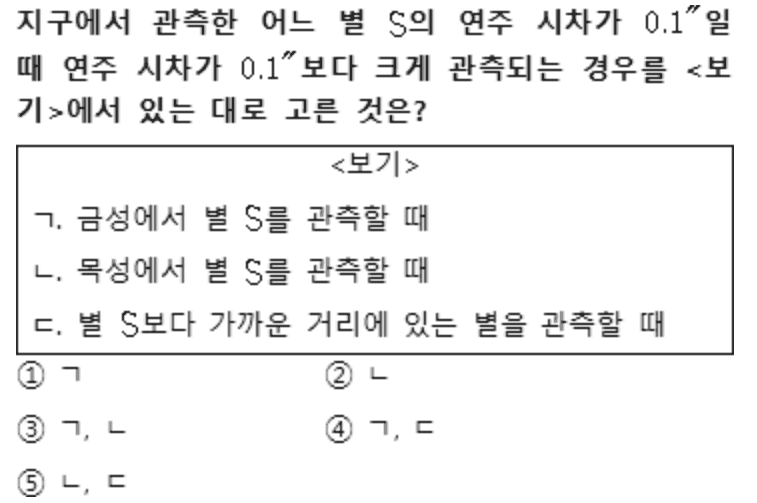 지구에서 관측한 어느 별 S의 연주 시차가 0.1″일
때 연주 시차가 0.1″보다 크게 관측되는 경우를 <보
기>에서 있는 대로 고른 것은?
<보기>
ㄱ. 금성에서 별 S를 관측할 때
ㄴ. 목성에서 별 S를 관측할 때
ㄷ. 별 S보다 가까운 거리에 있는 별을 관측할 때
① ㄱ ② ㄴ
③ ㄱ, ㄴ ④ ㄱ, ㄷ
⑤ ㄴ, ㄷ